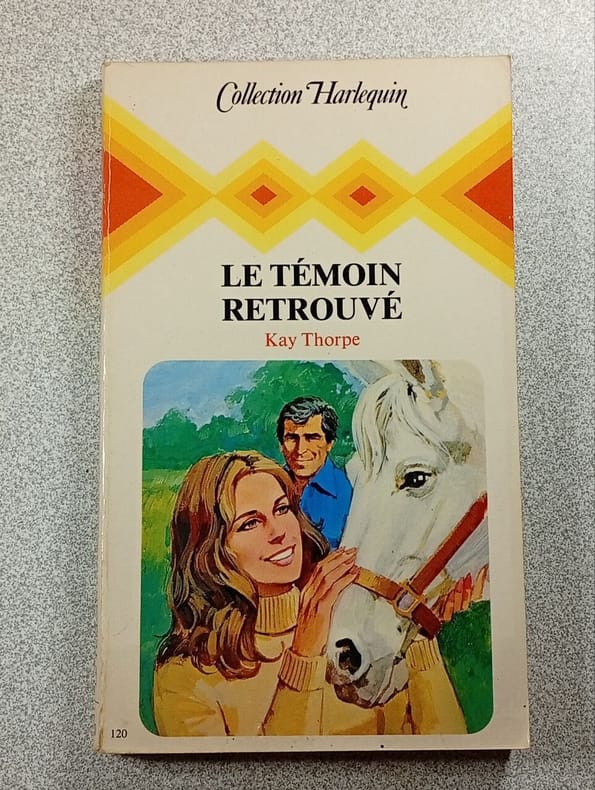 Collection Harlequin
LE TÉMOIN
RETROUVÉ
Kay Thorpe
120